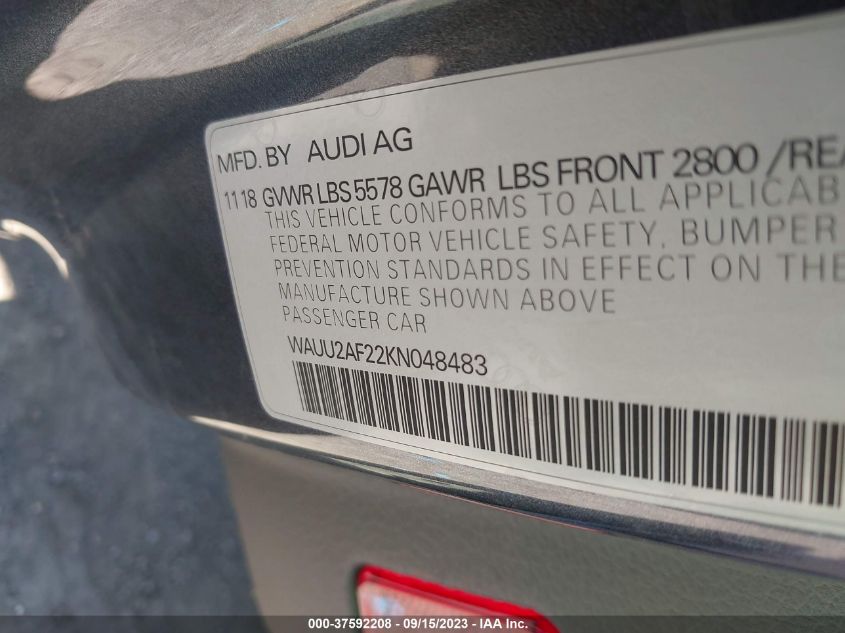 MFD. BY AUDI AG
11 18 GVWR LBS 5578 GAWR LBS FRONT 2800 /REA
THIS VEHICLE CONFORMS TO ALL APPLICAB
FEDERAL MOTOR VEHICLE SAFETY, BUMPER
PREVENTION STANDARDS IN EFFECT ON THE
MANUFACTURE SHOWN ABOVE
PASSENGER CAR
WAUU2AF22KN048483
000-37592208 - 09/15/2023 - IAA Inc.